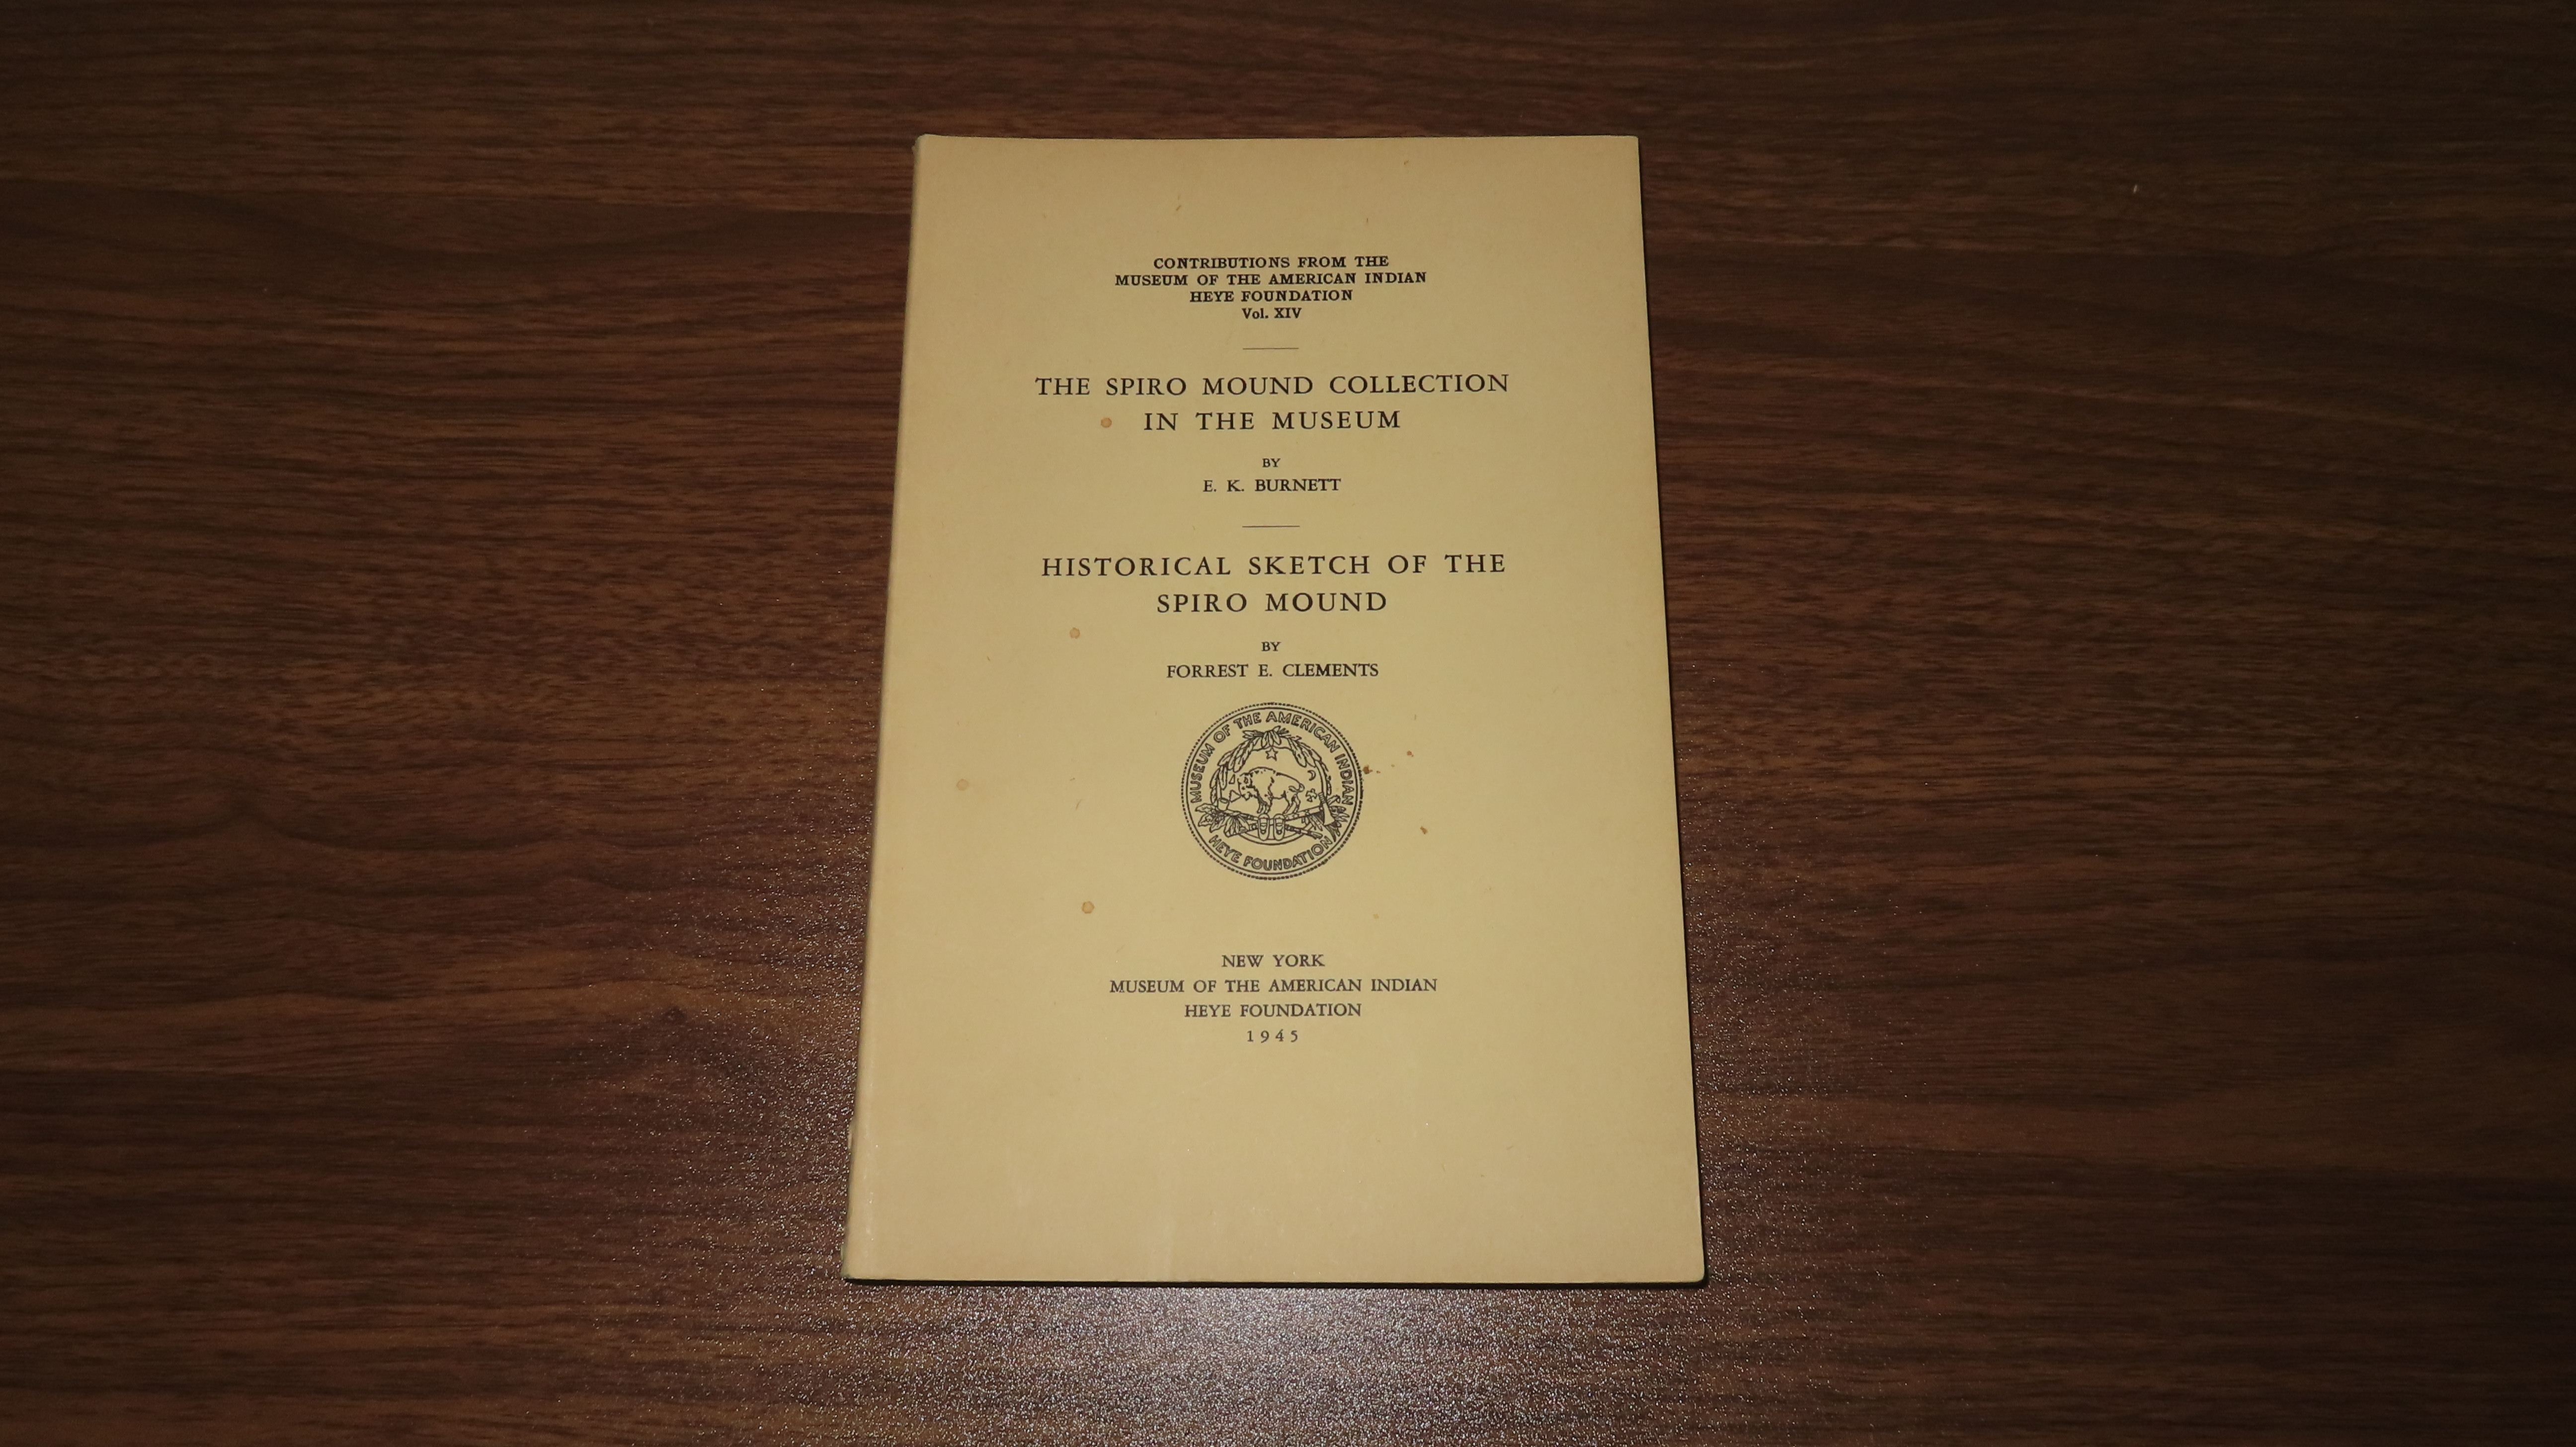 CONTRIBUTIONS FROM THE
MUSEUM OF THE AMERICAN INDIAN
HEYE FOUNDATION
Vol. XIV
THE SPIRO MOUND COLLECTION
IN THE MUSEUM
BY
E. K. BURNETT
HISTORICAL SKETCH OF THE
SPIRO MOUND
BY
FORREST E. CLEMENTS
MUSEUM OF THE AMERICAN INDIAN
HEYE FOUNDATION
NEW YORK
MUSEUM OF THE AMERICAN INDIAN
HEYE FOUNDATION
1945